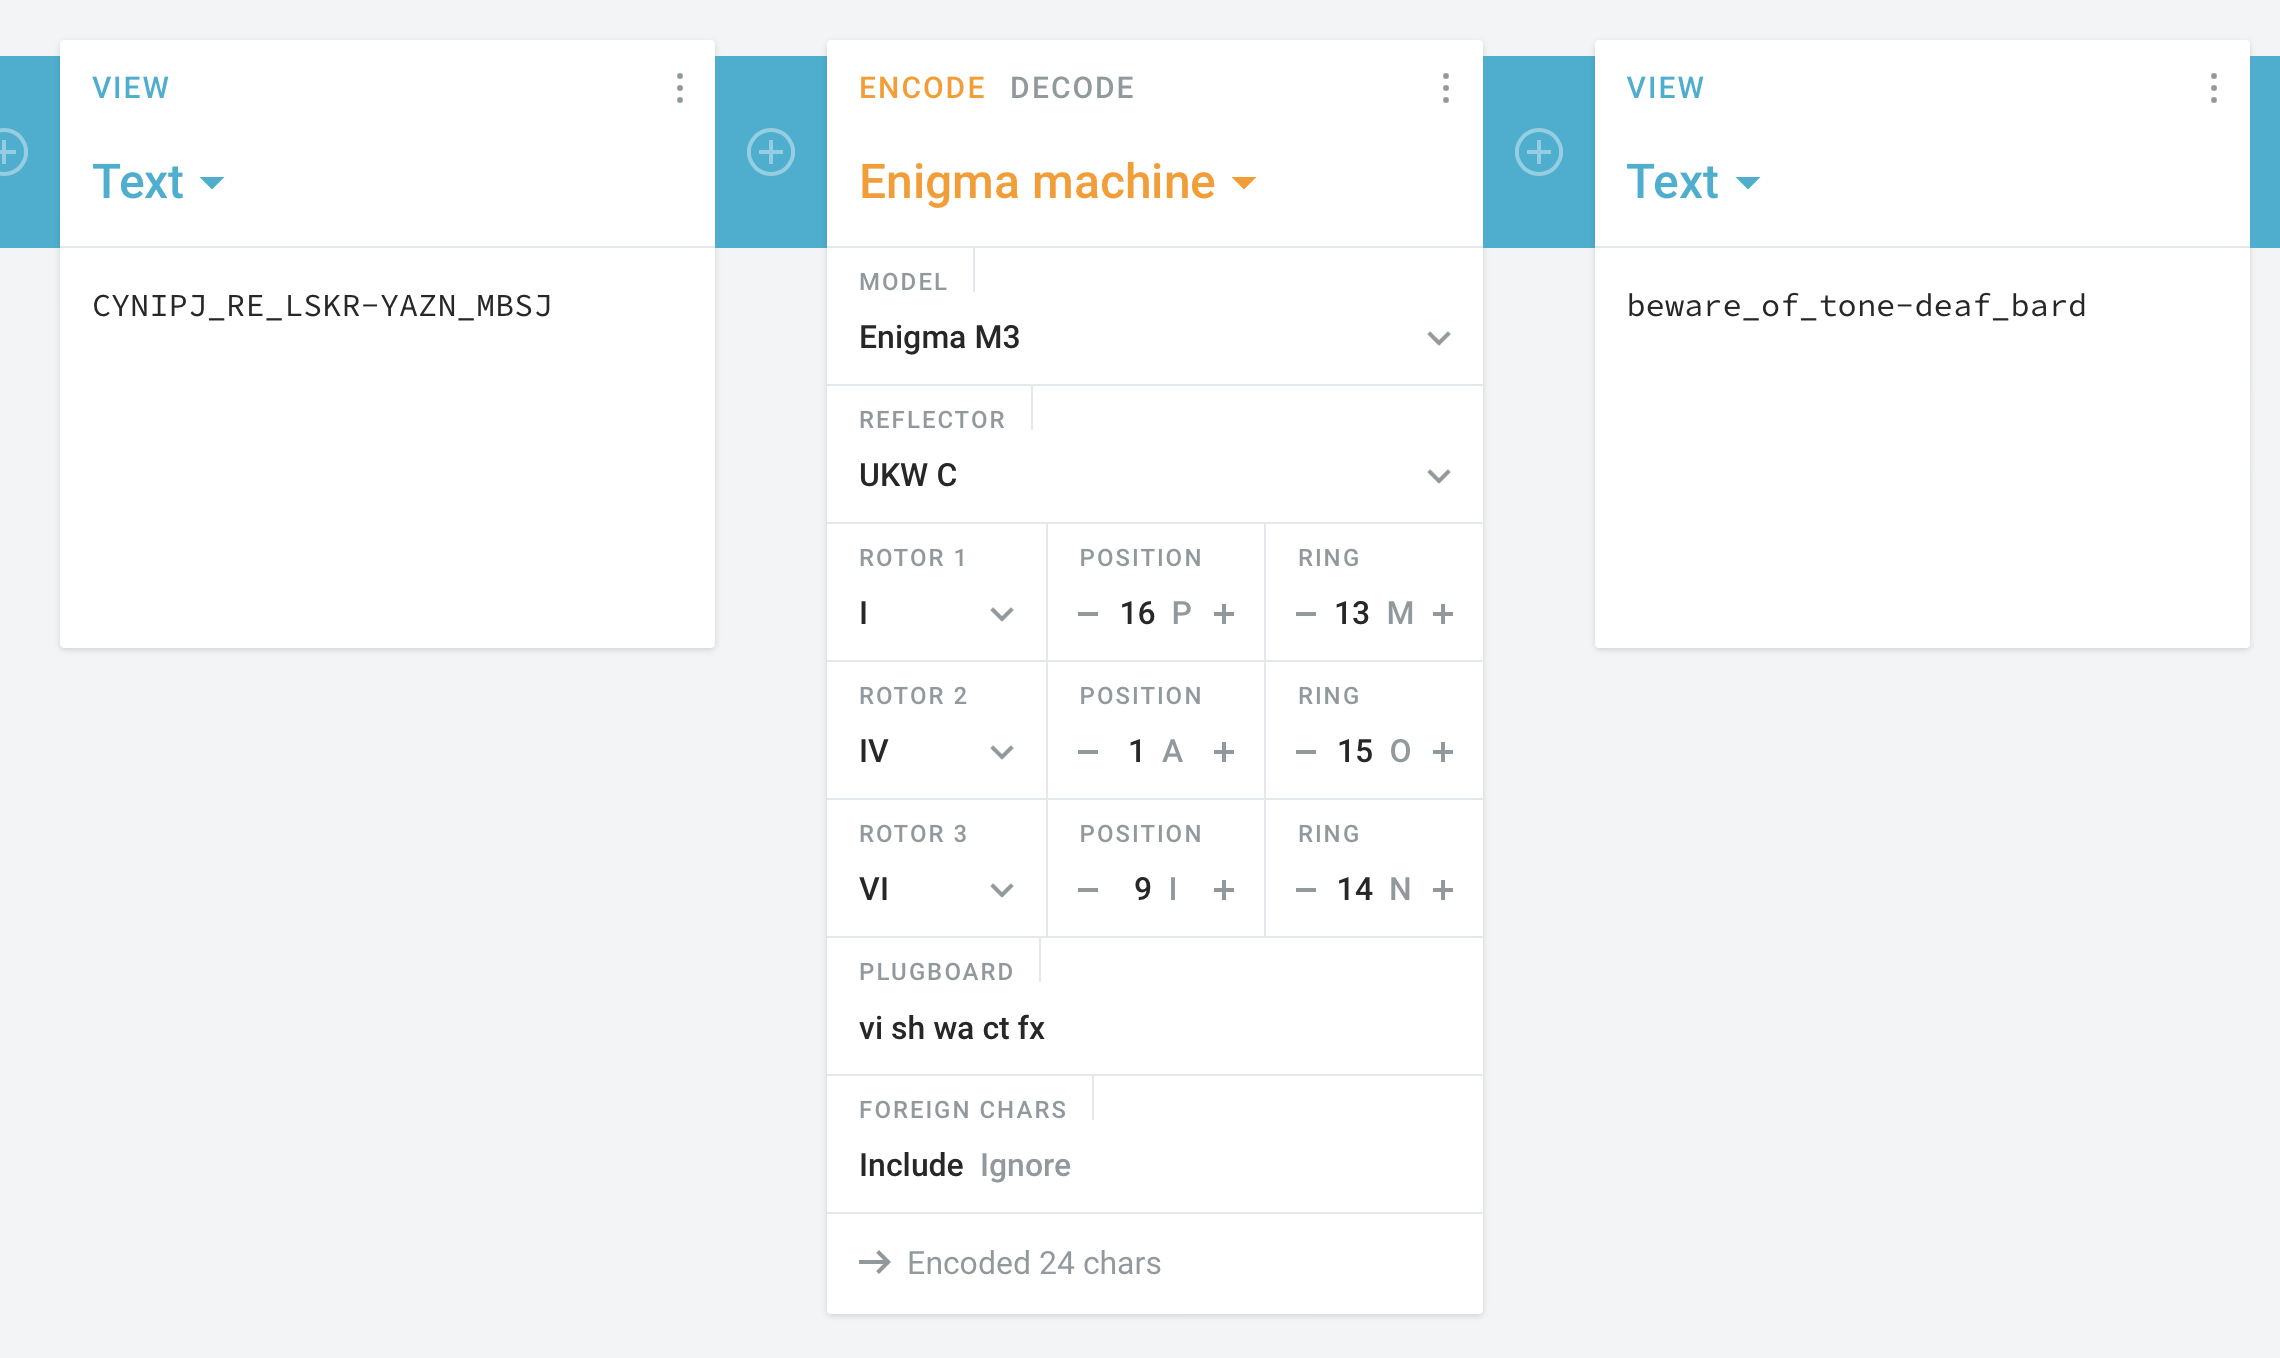 VIEW
Text
CYNIPJ_RE_LSKR-YAZN_MBSJ
ENCODE DECODE
Enigma machine
MODEL
Enigma M3
REFLECTOR
UKW C
ROTOR 1 POSITION RING
I − 16 P + − 13 M +
ROTOR 2 POSITION RING
IV − 1 A + − 15 O +
ROTOR 3 POSITION RING
VI − 9 I + − 14 N +
PLUGBOARD
vi sh wa ct fx
FOREIGN CHARS
Include Ignore
→ Encoded 24 chars
VIEW
Text
beware_of_tone-deaf_bard